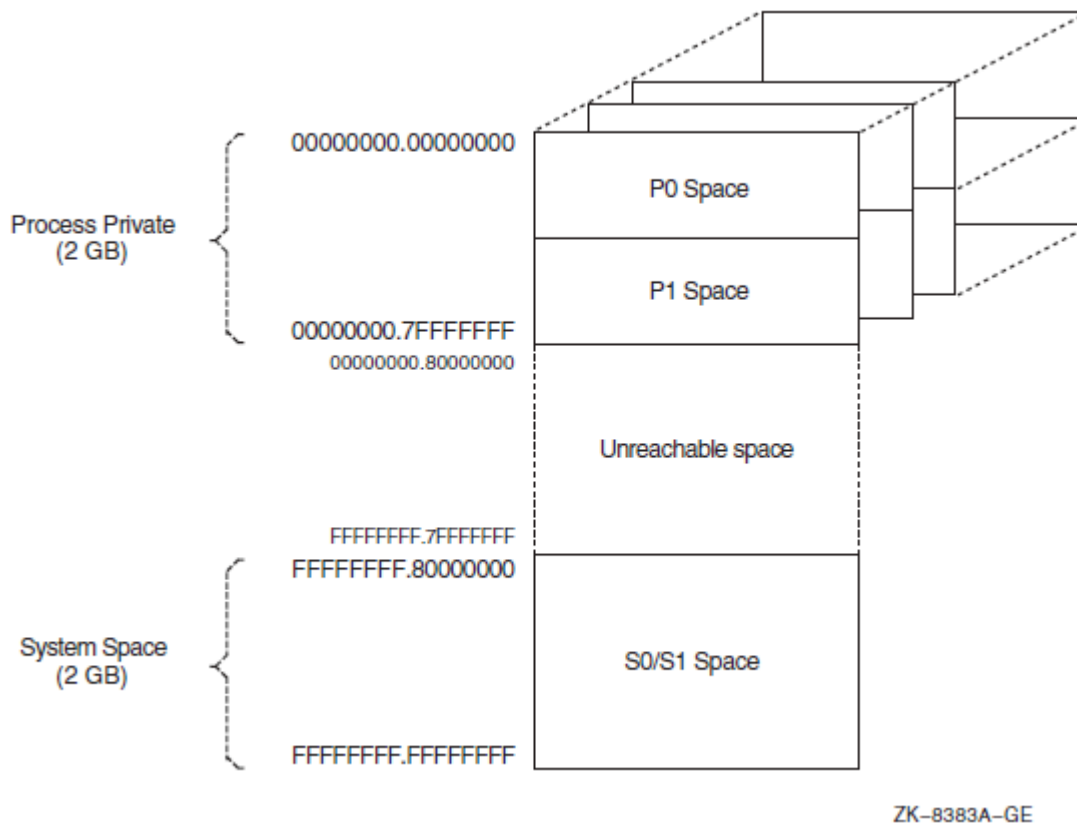 00000000.00000000
P0 Space
Process Private
(2 GB)
P1 Space
00000000.7FFFFFFF
00000000.80000000
Unreachable space
FFFFFFFF.7FFFFFFF
FFFFFFFF.80000000
System Space
(2 GB)
S0/S1 Space
FFFFFFFF.FFFFFFFF
ZK–8383A–GE